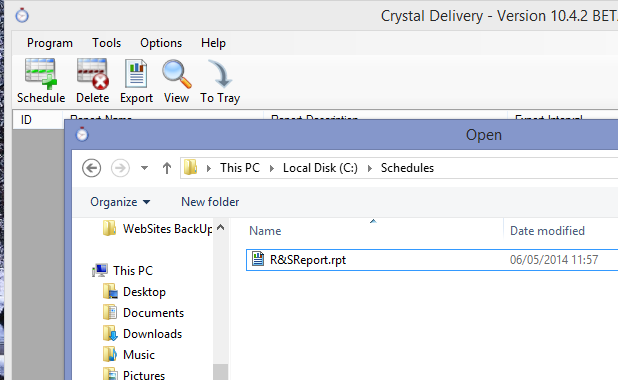 Crystal Delivery - Version 10.4.2 BET
Program Tools Options Help
Schedule Delete Export View To Tray
ID Report Name Report Description Export Interval
Open
This PC Local Disk (C:) Schedules
Organize New folder
WebSites BackUp
Name Date modified
R&SReport.rpt 06/05/2014 11:57
This PC
Desktop
Documents
Downloads
Music
Pictures